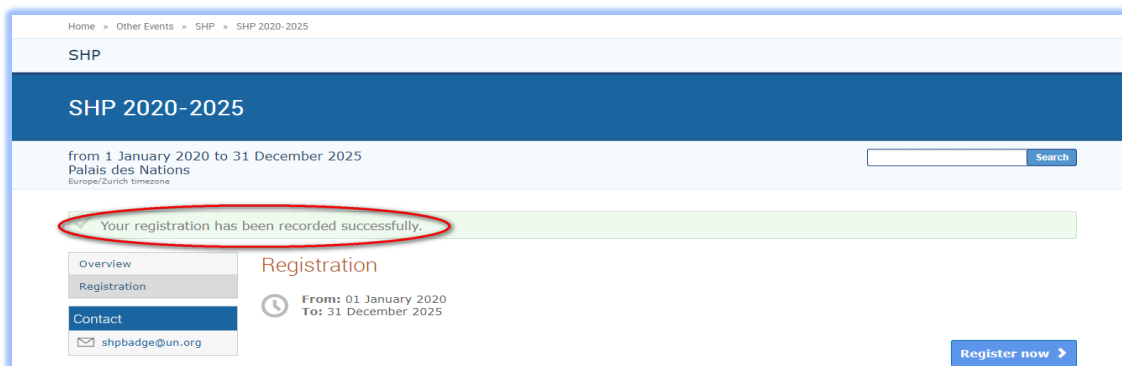 Home » Other Events » SHP » SHP 2020-2025
SHP
SHP 2020-2025
from 1 January 2020 to 31 December 2025
Palais des Nations
Europe/Zurich timezone
Search
Your registration has been recorded successfully.
Overview
Registration
Contact
shpbadge@un.org
Registration
From: 01 January 2020
To: 31 December 2025
Register now